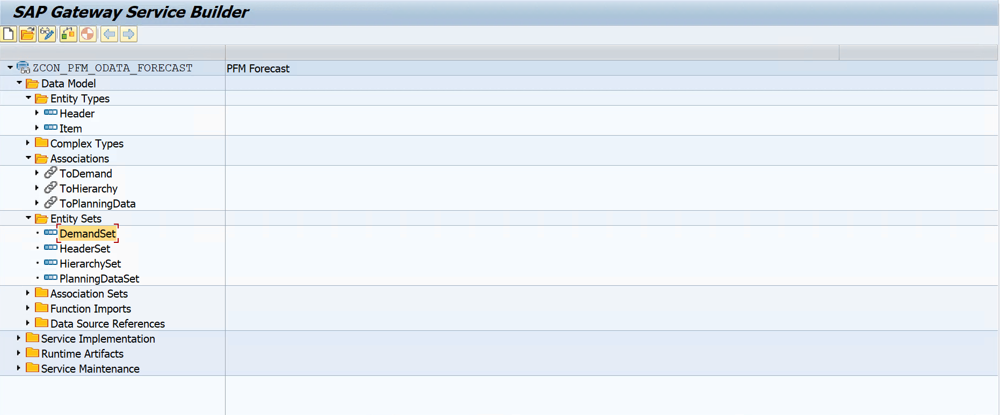 SAP Gateway Service Builder
ZCON_PFM_ODATA_FORECAST PFM Forecast
Data Model
Entity Types
Header
Item
Complex Types
Associations
ToDemand
ToHierarchy
ToPlanningData
Entity Sets
DemandSet
HeaderSet
HierarchySet
PlanningDataSet
Association Sets
Function Imports
Data Source References
Service Implementation
Runtime Artifacts
Service Maintenance